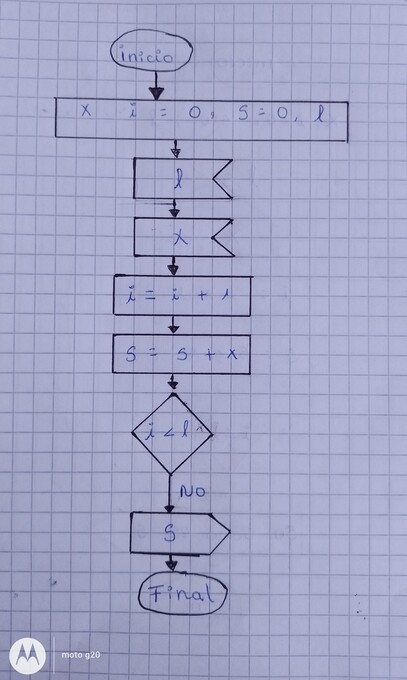 inicio
x i = 0, S = 0, l
l
x
i = i + 1
S = S + x
i < l
NO
S
Final
moto g20